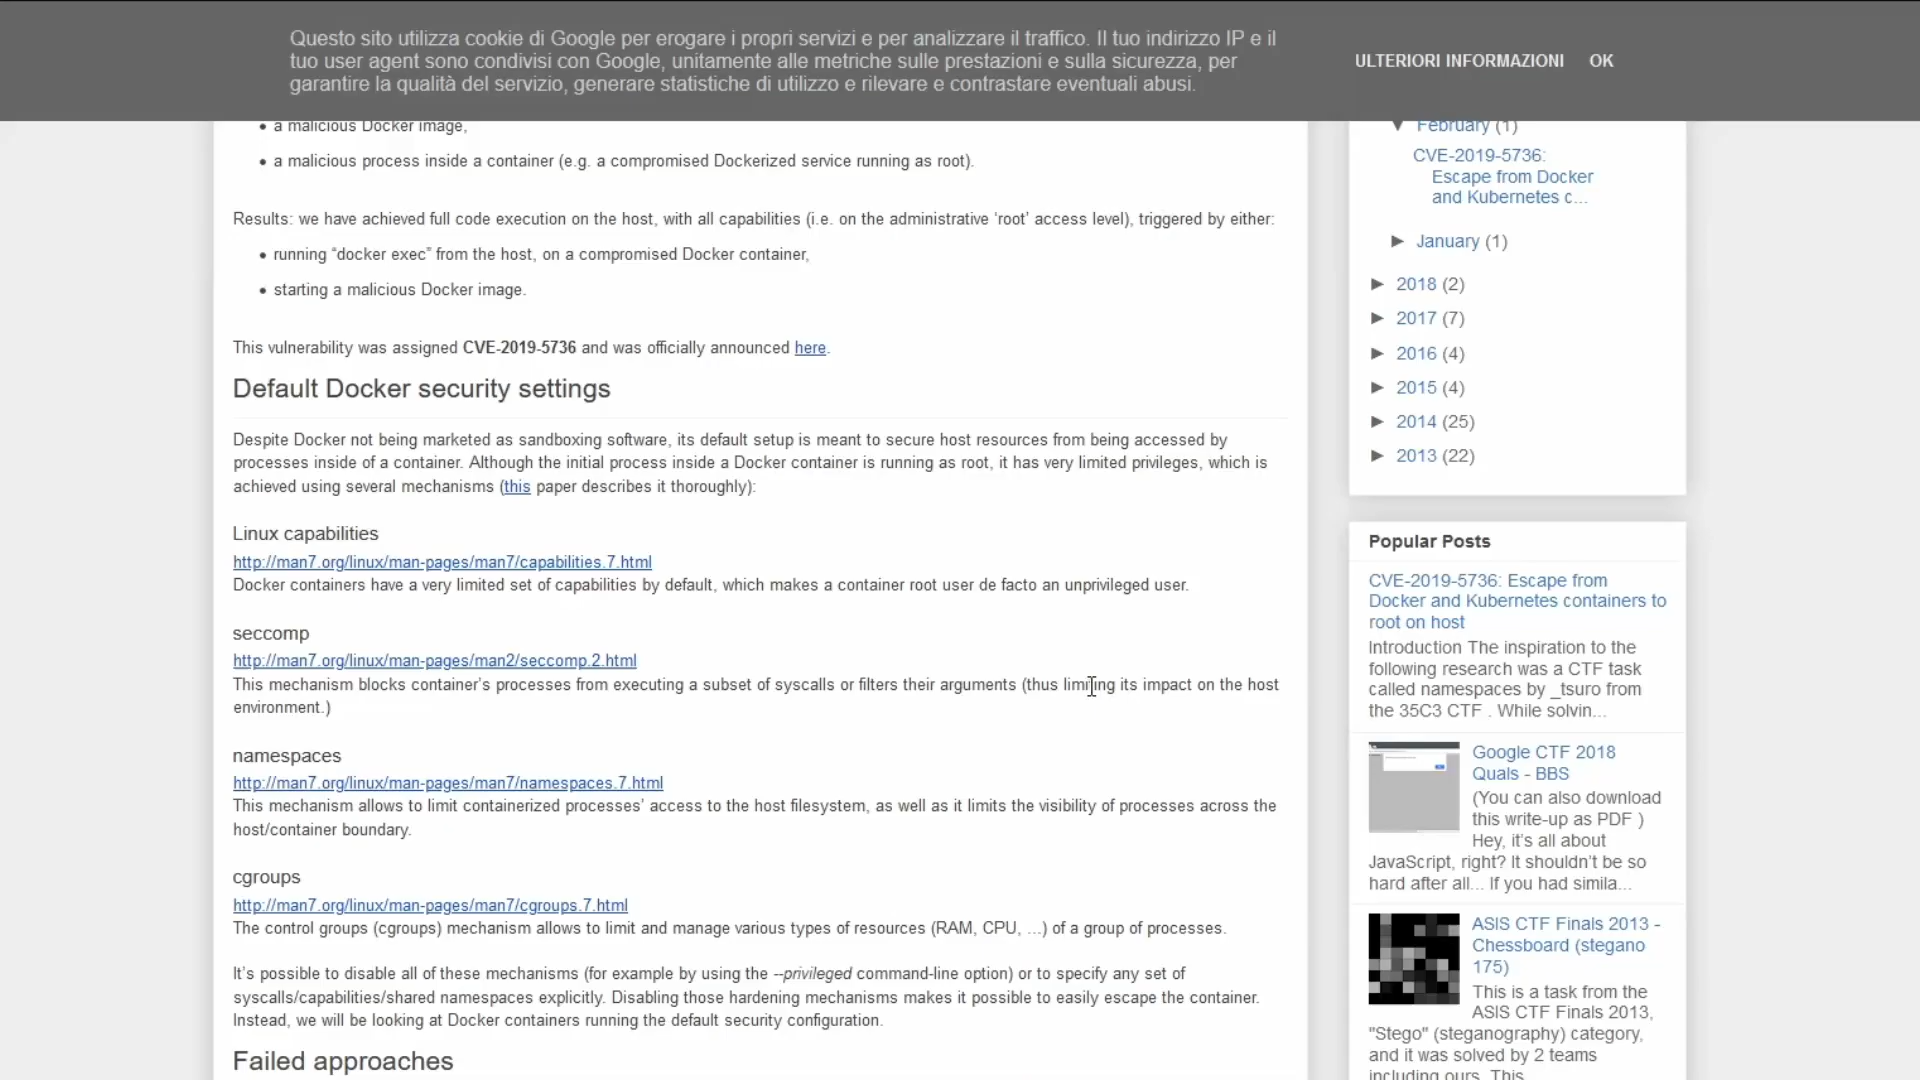 Questo sito utilizza cookie di Google per erogare i propri servizi e per analizzare il traffico. Il tuo indirizzo IP e il
tuo user agent sono condivisi con Google, unitamente alle metriche sulle prestazioni e sulla sicurezza, per
garantire la qualità del servizio, generare statistiche di utilizzo e rilevare e contrastare eventuali abusi.
ULTERIORI INFORMAZIONI OK
• a malicious Docker image,
• a malicious process inside a container (e.g. a compromised Dockerized service running as root).
Results: we have achieved full code execution on the host, with all capabilities (i.e. on the administrative ‘root’ access level), triggered by either:
• running “docker exec” from the host, on a compromised Docker container,
• starting a malicious Docker image.
This vulnerability was assigned CVE-2019-5736 and was officially announced here.
Default Docker security settings
Despite Docker not being marketed as sandboxing software, its default setup is meant to secure host resources from being accessed by
processes inside of a container. Although the initial process inside a Docker container is running as root, it has very limited privileges, which is
achieved using several mechanisms (this paper describes it thoroughly):
Linux capabilities
http://man7.org/linux/man-pages/man7/capabilities.7.html
Docker containers have a very limited set of capabilities by default, which makes a container root user de facto an unprivileged user.
seccomp
http://man7.org/linux/man-pages/man2/seccomp.2.html
This mechanism blocks container’s processes from executing a subset of syscalls or filters their arguments (thus limiting its impact on the host
environment.)
namespaces
http://man7.org/linux/man-pages/man7/namespaces.7.html
This mechanism allows to limit containerized processes’ access to the host filesystem, as well as it limits the visibility of processes across the
host/container boundary.
cgroups
http://man7.org/linux/man-pages/man7/cgroups.7.html
The control groups (cgroups) mechanism allows to limit and manage various types of resources (RAM, CPU, ...) of a group of processes.
It’s possible to disable all of these mechanisms (for example by using the --privileged command-line option) or to specify any set of
syscalls/capabilities/shared namespaces explicitly. Disabling those hardening mechanisms makes it possible to easily escape the container.
Instead, we will be looking at Docker containers running the default security configuration.
Failed approaches
▼ February (1)
CVE-2019-5736:
Escape from Docker
and Kubernetes c...
► January (1)
► 2018 (2)
► 2017 (7)
► 2016 (4)
► 2015 (4)
► 2014 (25)
► 2013 (22)
Popular Posts
CVE-2019-5736: Escape from
Docker and Kubernetes containers to
root on host
Introduction The inspiration to the
following research was a CTF task
called namespaces by _tsuro from
the 35C3 CTF . While solvin...
Google CTF 2018
Quals - BBS
(You can also download
this write-up as PDF )
Hey, it’s all about
JavaScript, right? It shouldn’t be so
hard after all... If you had simila...
ASIS CTF Finals 2013 -
Chessboard (stegano
175)
This is a task from the
ASIS CTF Finals 2013,
"Stego" (steganography) category,
and it was solved by 2 teams
including ours. This